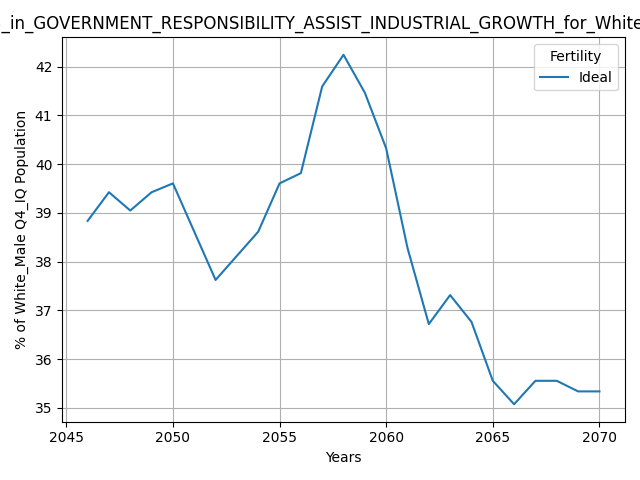 _in_GOVERNMENT_RESPONSIBILITY_ASSIST_INDUSTRIAL_GROWTH_for_White
Fertility
Ideal
% of White_Male Q4_IQ Population
42
41
40
39
38
37
36
35
2045 2050 2055 2060 2065 2070
Years